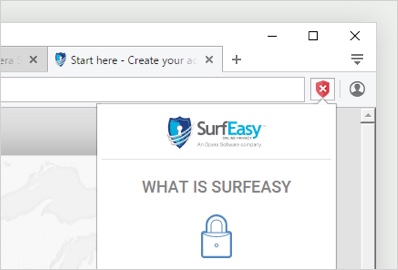 era S
Start here - Create your ac
SurfEasy
ONLINE PRIVACY
An Opera Software company
WHAT IS SURFEASY